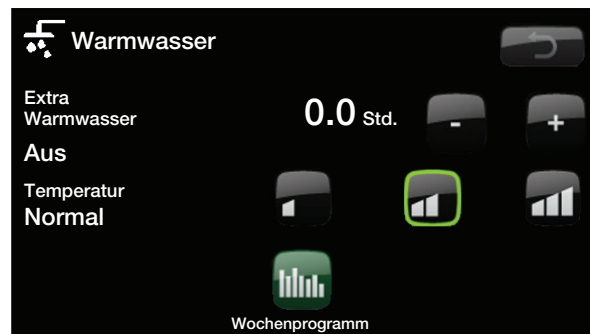 Warmwasser
Extra
Warmwasser
0.0 Std.
-
+
Aus
Temperatur
Normal
Wochenprogramm